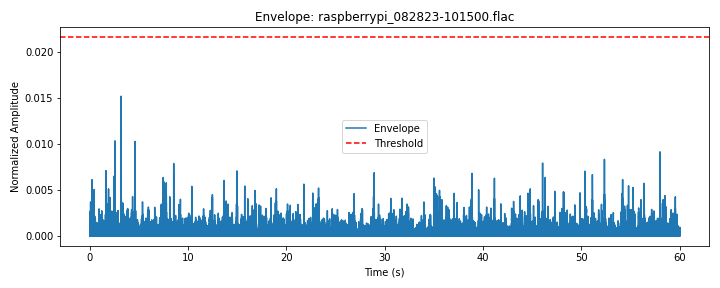 Envelope: raspberrypi_082823-101500.flac
Normalized Amplitude
0.020
0.015
0.010
0.005
0.000
Envelope
Threshold
0
10
20
30
40
50
60
Time (s)